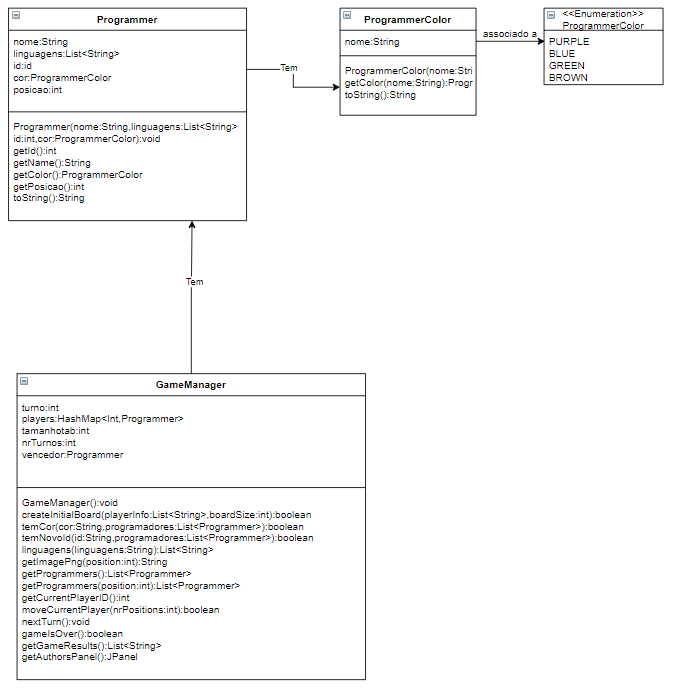 Programmer
nome:String
linguagens:List<String>
id:id
cor:ProgrammerColor
posicao:int
Programmer(nome:String,linguagens:List<String>
id:int,cor:ProgrammerColor):void
getId():int
getName():String
getColor():ProgrammerColor
getPosicao():int
toString():String
Tem
ProgrammerColor
nome:String
ProgrammerColor(nome:Stri
getColor(nome:String):Progr
toString():String
associado a
<<Enumeration>>
ProgrammerColor
PURPLE
BLUE
GREEN
BROWN
Tem
GameManager
turno:int
players:HashMap<Int,Programmer>
tamanhotab:int
nrTurnos:int
vencedor:Programmer
GameManager():void
createInitialBoard(playerInfo:List<String>,boardSize:int):boolean
temCor(cor:String,programadores:List<Programmer>):boolean
temNovoId(id:String,programadores:List<Programmer>):boolean
linguagens(linguagens:String):List<String>
getImagePng(position:int):String
getProgrammers():List<Programmer>
getProgrammers(position:int):List<Programmer>
getCurrentPlayerID():int
moveCurrentPlayer(nrPositions:int):boolean
nextTurn():void
gameIsOver():boolean
getGameResults():List<String>
getAuthorsPanel():JPanel